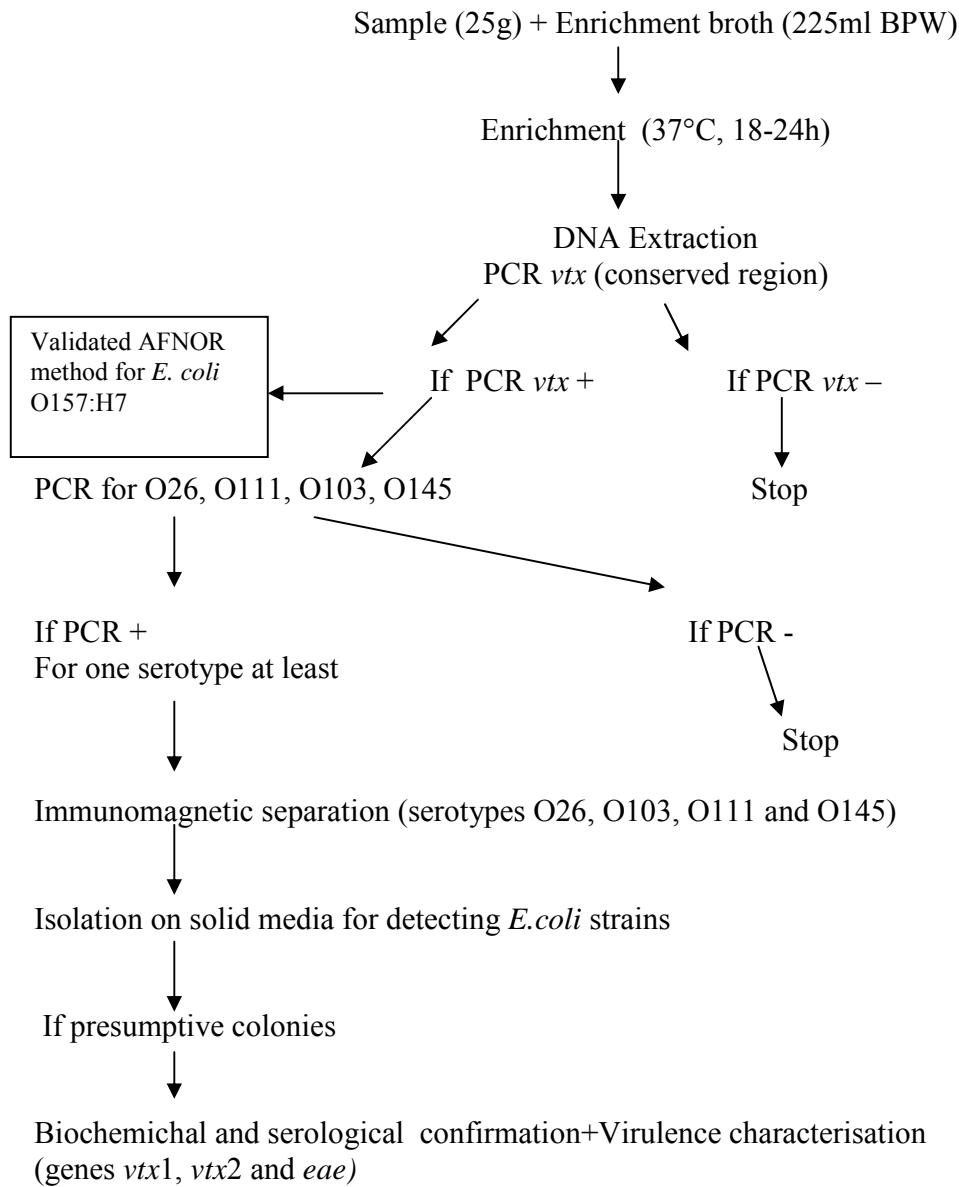 Sample (25g) + Enrichment broth (225ml BPW)
Enrichment (37°C, 18-24h)
DNA Extraction
PCR vtx (conserved region)
Validated AFNOR
method for E. coli
O157:H7
If PCR vtx +
If PCR vtx –
PCR for O26, O111, O103, O145
Stop
If PCR +
For one serotype at least
If PCR -
Stop
Immunomagnetic separation (serotypes O26, O103, O111 and O145)
Isolation on solid media for detecting E.coli strains
If presumptive colonies
Biochemichal and serological confirmation+Virulence characterisation
(genes vtx1, vtx2 and eae)